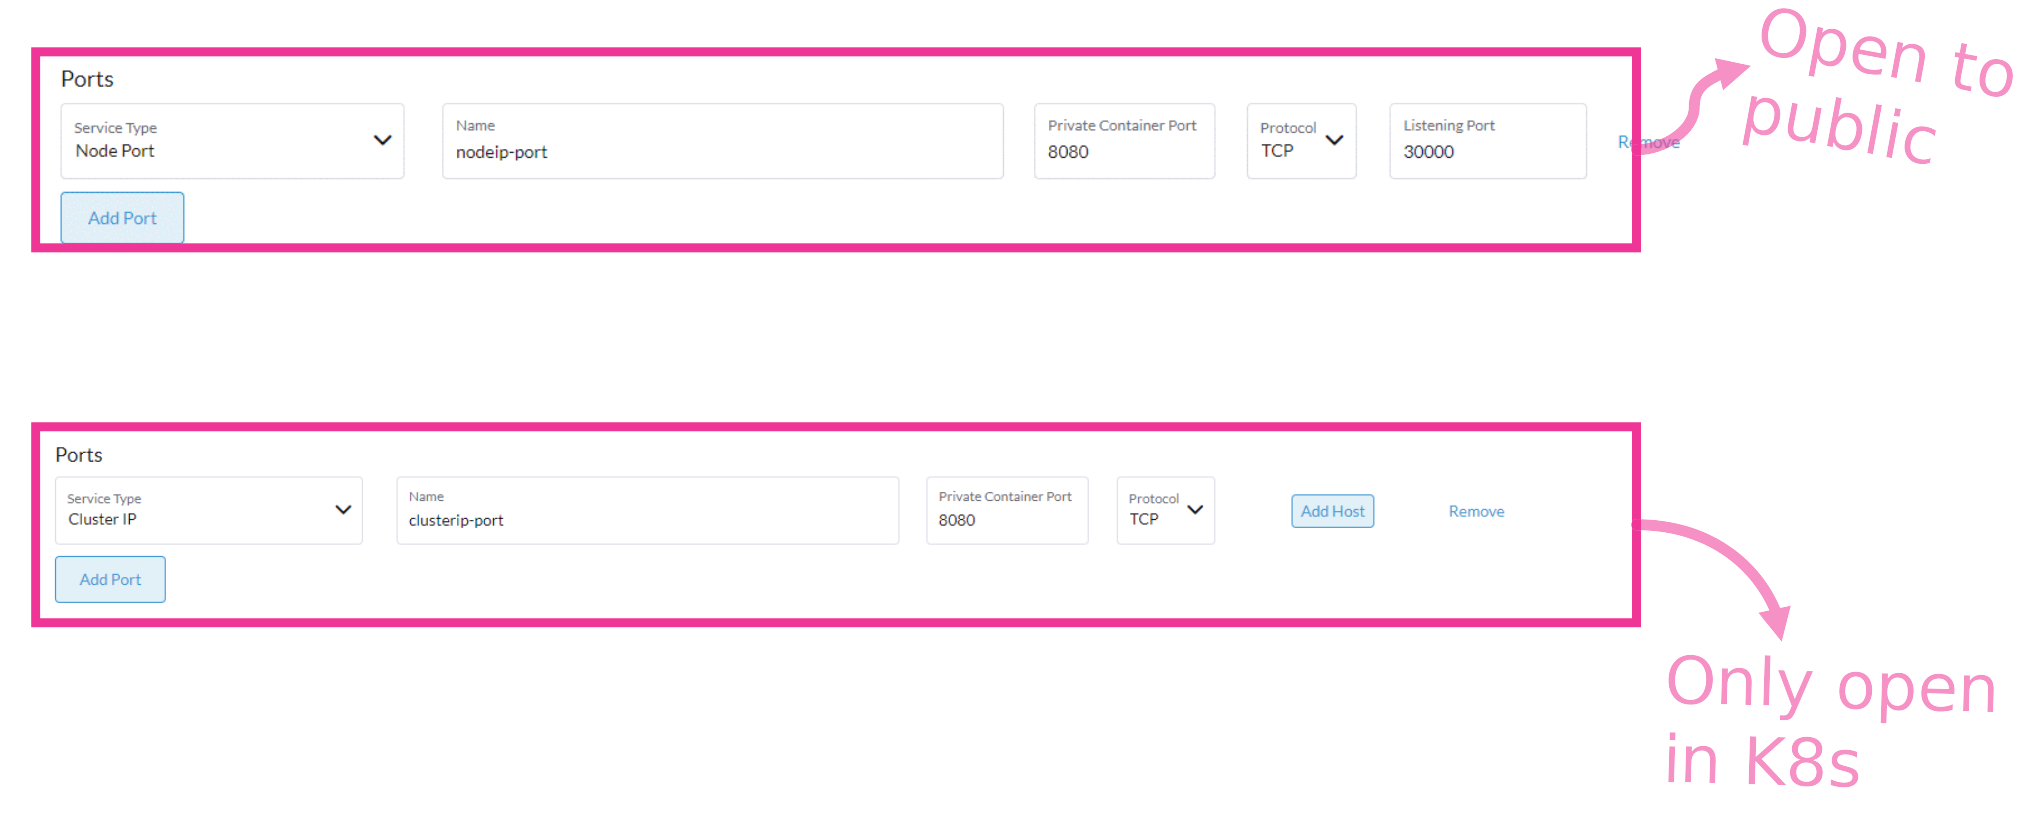 Open to
public
Ports
Service Type
Node Port
Name
nodeip-port
Private Container Port
8080
Protocol
TCP
Listening Port
30000
Remove
Add Port
Ports
Service Type
Cluster IP
Name
clusterip-port
Private Container Port
8080
Protocol
TCP
Add Host
Remove
Add Port
Only open
in K8s